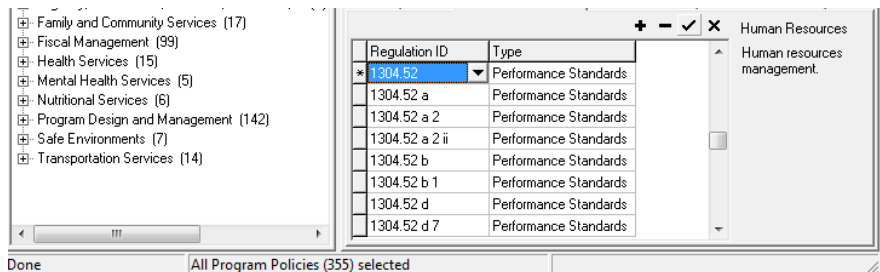 Family and Community Services (17)
Fiscal Management (99)
Health Services (15)
Mental Health Services (5)
Nutritional Services (6)
Program Design and Management (142)
Safe Environments (7)
Transportation Services (14)
Regulation ID Type
* 1304.52 Performance Standards
1304.52 a Performance Standards
1304.52 a 2 Performance Standards
1304.52 a 2 ii Performance Standards
1304.52 b Performance Standards
1304.52 b 1 Performance Standards
1304.52 d Performance Standards
1304.52 d 7 Performance Standards
Human Resources
Human resources
management.
Done All Program Policies (355) selected